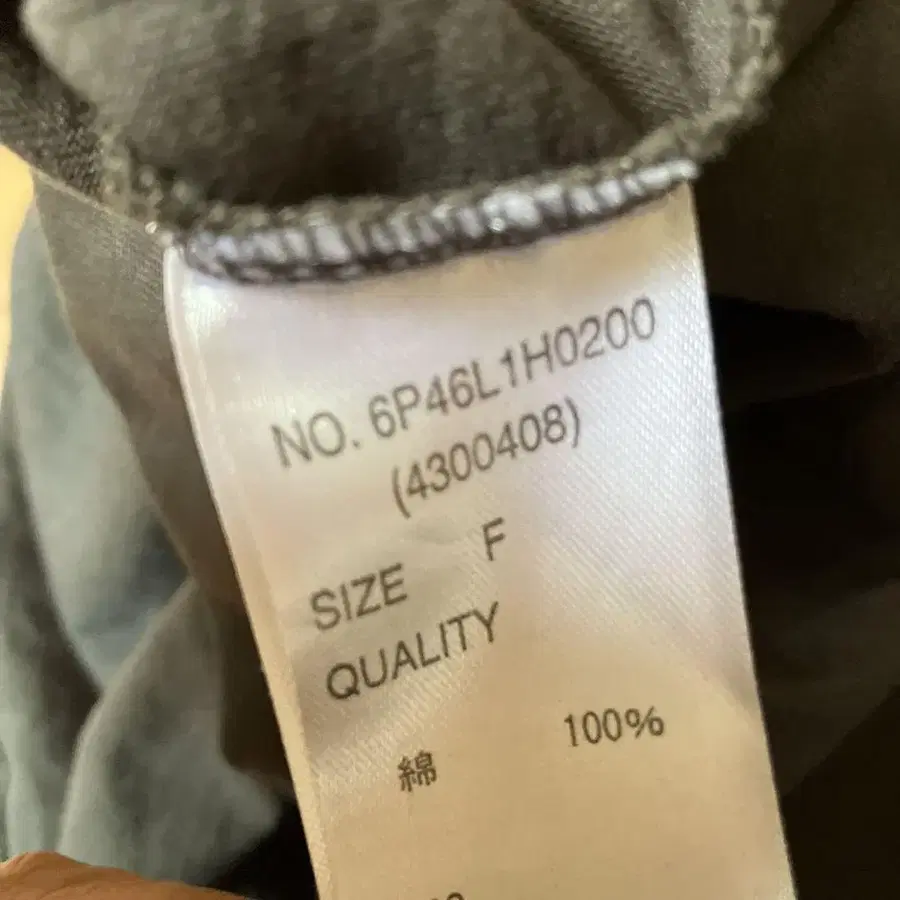 NO. 6P46L1H0200
(4300408)
SIZE F
QUALITY
綿 100%